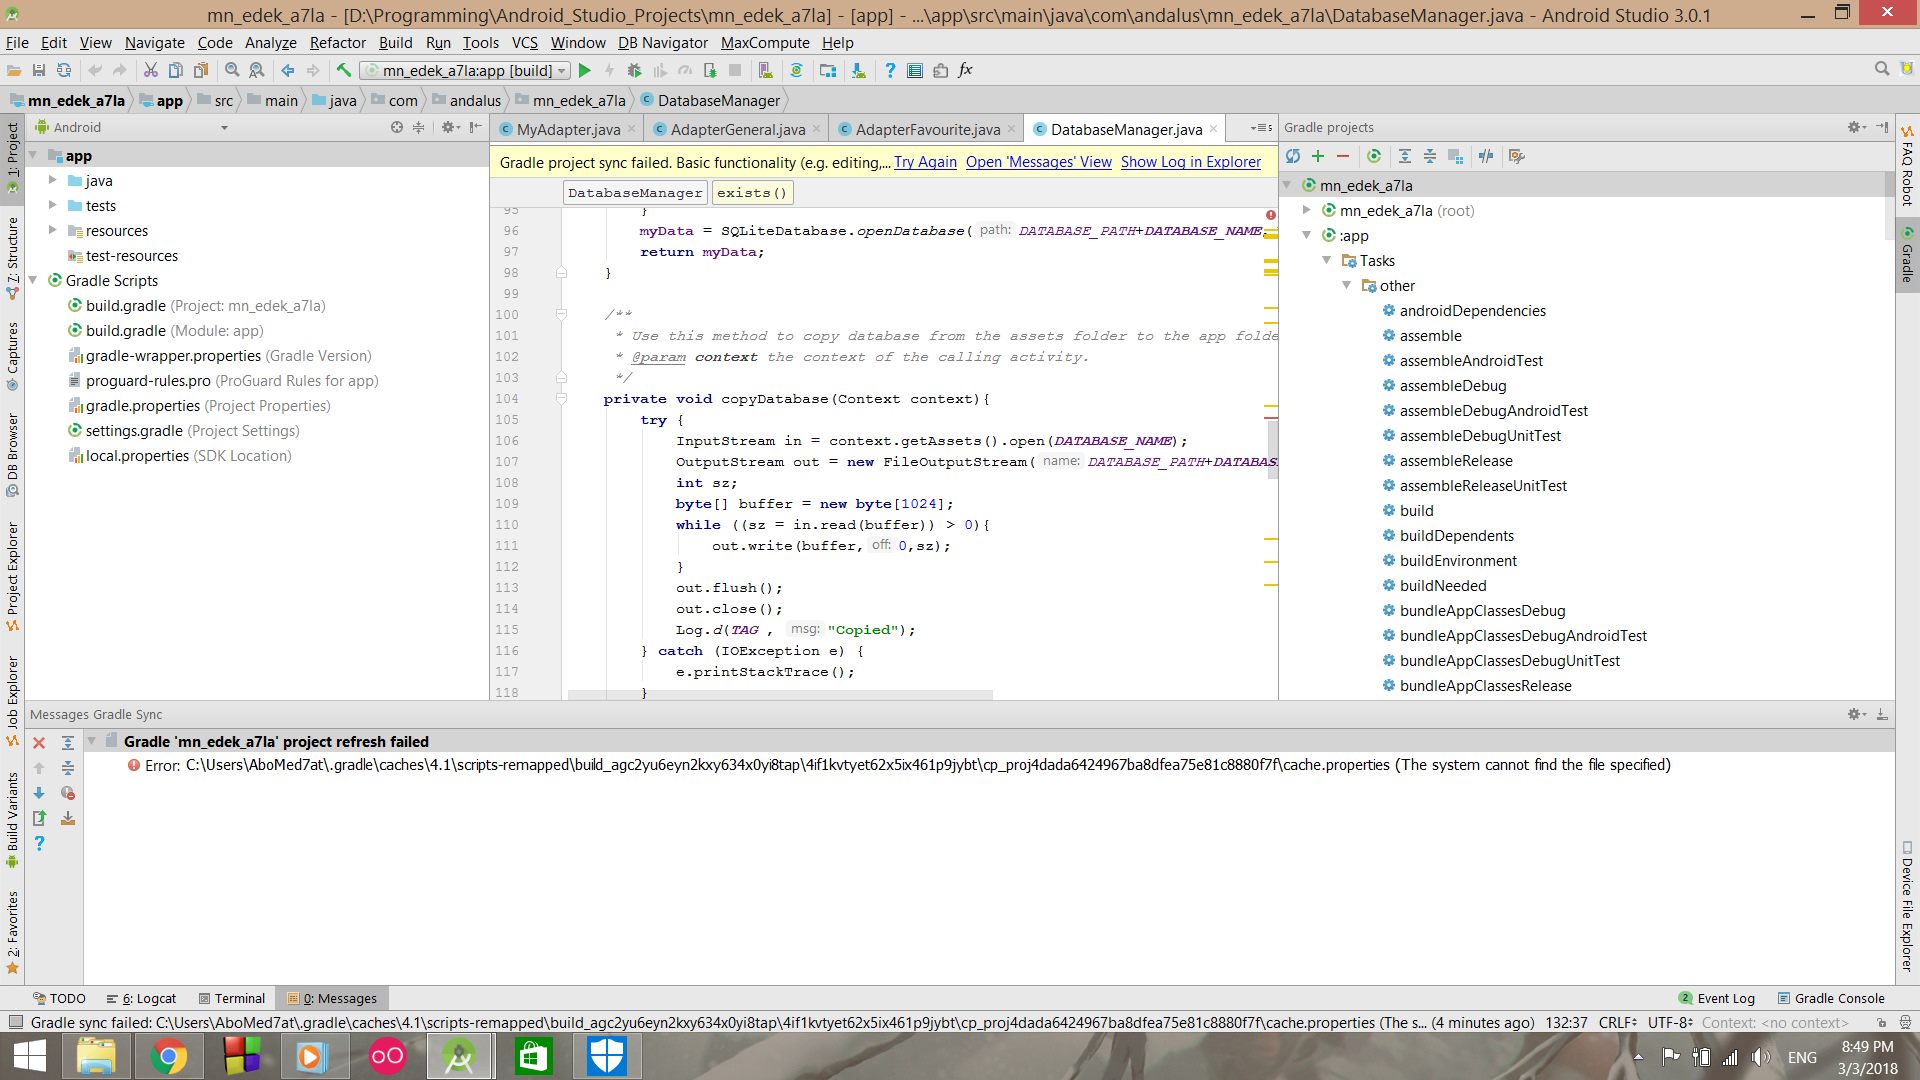 mn_edek_a7la - [D:\Programming\Android_Studio_Projects\mn_edek_a7la] - [app] - ...\app\src\main\java\com\andalus\mn_edek_a7la\DatabaseManager.java - Android Studio 3.0.1
File Edit View Navigate Code Analyze Refactor Build Run Tools VCS Window DB Navigator MaxCompute Help
mn_edek_a7la:app [build]
mn_edek_a7la app src main java com andalus mn_edek_a7la DatabaseManager
Android
MyAdapter.java AdapterGeneral.java AdapterFavourite.java DatabaseManager.java
5
Gradle projects
Gradle project sync failed. Basic functionality (e.g. editing,... Try Again Open 'Messages' View Show Log in Explorer
DatabaseManager exists()
1: Project
7: Structure
Captures
DB Browser
Project Explorer
Job Explorer
Build Variants
2: Favorites
app
java
tests
resources
test-resources
Gradle Scripts
build.gradle (Project: mn_edek_a7la)
build.gradle (Module: app)
gradle-wrapper.properties (Gradle Version)
proguard-rules.pro (ProGuard Rules for app)
gradle.properties (Project Properties)
settings.gradle (Project Settings)
local.properties (SDK Location)
95 }
96 myData = SQLiteDatabase.openDatabase( path: DATABASE_PATH+DATABASE_NAME,
97 return myData;
98 }
99
100 /**
101 * Use this method to copy database from the assets folder to the app folde
102 * @param context the context of the calling activity.
103 */
104 private void copyDatabase(Context context){
105 try {
106 InputStream in = context.getAssets().open(DATABASE_NAME);
107 OutputStream out = new FileOutputStream( name: DATABASE_PATH+DATABAS
108 int sz;
109 byte[] buffer = new byte[1024];
110 while ((sz = in.read(buffer)) > 0){
111 out.write(buffer, off: 0,sz);
112 }
113 out.flush();
114 out.close();
115 Log.d(TAG , msg: "Copied");
116 } catch (IOException e) {
117 e.printStackTrace();
118 }
mn_edek_a7la
mn_edek_a7la (root)
:app
Tasks
other
androidDependencies
assemble
assembleAndroidTest
assembleDebug
assembleDebugAndroidTest
assembleDebugUnitTest
assembleRelease
assembleReleaseUnitTest
build
buildDependents
buildEnvironment
buildNeeded
bundleAppClassesDebug
bundleAppClassesDebugAndroidTest
bundleAppClassesDebugUnitTest
bundleAppClassesRelease
FAQ Robot
Gradle
Device File Explorer
Messages Gradle Sync
Gradle 'mn_edek_a7la' project refresh failed
Error: C:\Users\AboMed7at\.gradle\caches\4.1\scripts-remapped\build_agc2yu6eyn2kxy634x0yi8tap\4if1kvtyet62x5ix461p9jybt\cp_proj4dada6424967ba8dfea75e81c8880f7f\cache.properties (The system cannot find the file specified)
TODO 6: Logcat Terminal 0: Messages 2 Event Log Gradle Console
Gradle sync failed: C:\Users\AboMed7at\.gradle\caches\4.1\scripts-remapped\build_agc2yu6eyn2kxy634x0yi8tap\4if1kvtyet62x5ix461p9jybt\cp_proj4dada6424967ba8dfea75e81c8880f7f\cache.properties (The s... (4 minutes ago) 132:37 CRLF UTF-8 Context: <no context>
ENG
8:49 PM
3/3/2018